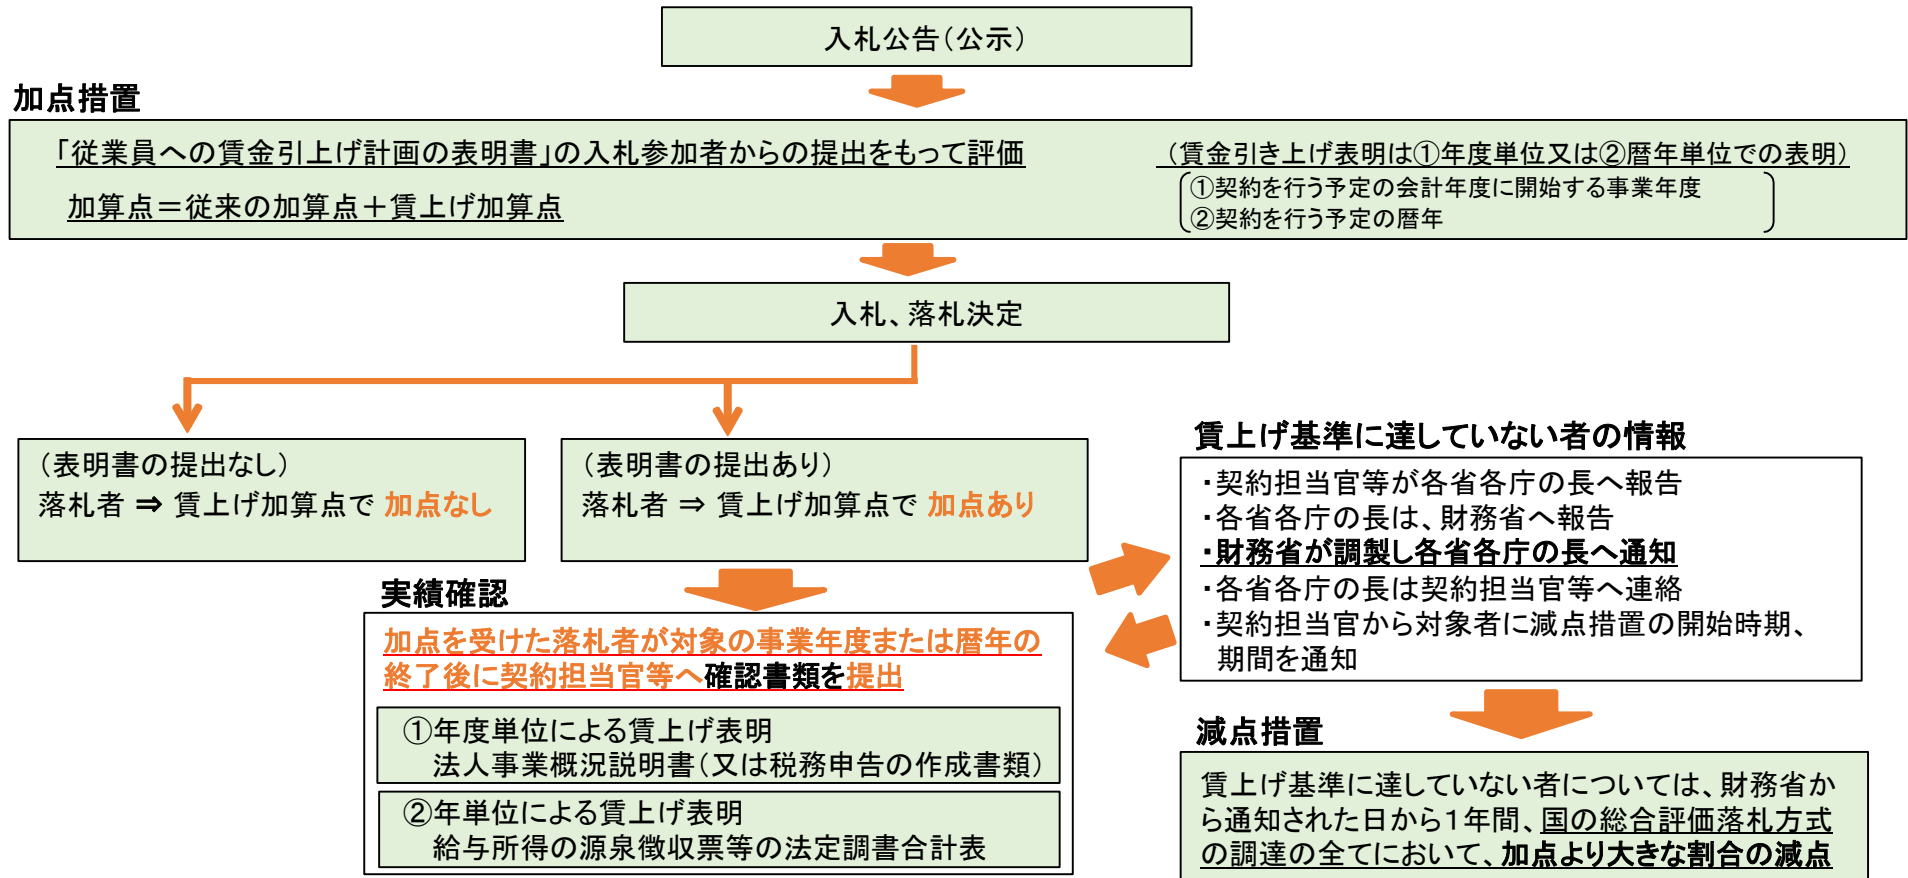 入札公告(公示)
加点措置
「従業員への賃金引上げ計画の表明書」の入札参加者からの提出をもって評価
加算点＝従来の加算点＋賃上げ加算点
(賃金引き上げ表明は①年度単位又は②暦年単位での表明)
①契約を行う予定の会計年度に開始する事業年度
②契約を行う予定の暦年
入札、落札決定
(表明書の提出なし)
落札者 ⇒ 賃上げ加算点で 加点なし
(表明書の提出あり)
落札者 ⇒ 賃上げ加算点で 加点あり
実績確認
加点を受けた落札者が対象の事業年度または暦年の
終了後に契約担当官等へ確認書類を提出
①年度単位による賃上げ表明
法人事業概況説明書(又は税務申告の作成書類)
②年単位による賃上げ表明
給与所得の源泉徴収票等の法定調書合計表
賃上げ基準に達していない者の情報
・契約担当官等が各省各庁の長へ報告
・各省各庁の長は、財務省へ報告
・財務省が調製し各省各庁の長へ通知
・各省各庁の長は契約担当官等へ連絡
・契約担当官から対象者に減点措置の開始時期、
期間を通知
減点措置
賃上げ基準に達していない者については、財務省か
ら通知された日から1年間、国の総合評価落札方式
の調達の全てにおいて、加点より大きな割合の減点